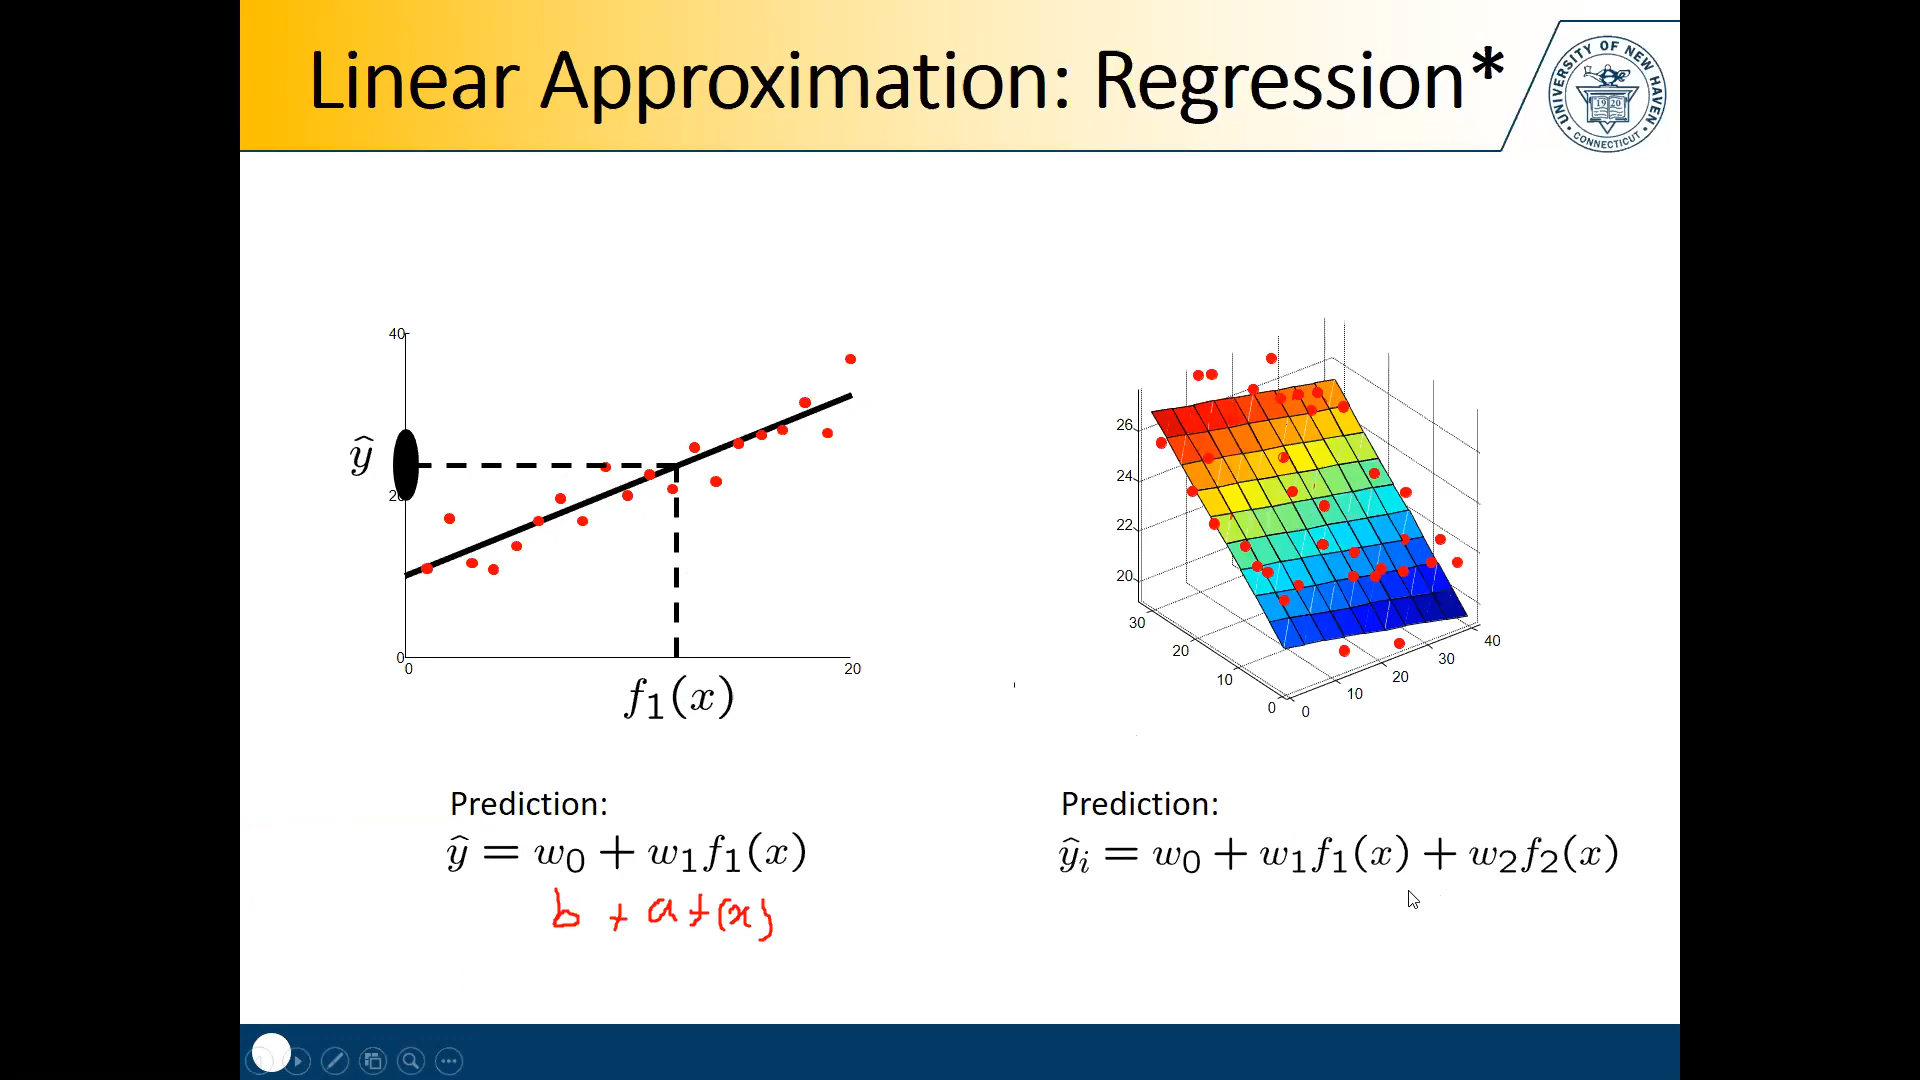 Linear Approximation: Regression*
UNIVERSITY OF NEW HAVEN
1920
CONNECTICUT
40
20
0
0
20
ŷ
f₁(x)
26
24
22
20
30
20
10
0
0
10
20
30
40
Prediction:
ŷ = w₀ + w₁f₁(x)
b + a f(x)
Prediction:
ŷᵢ = w₀ + w₁f₁(x) + w₂f₂(x)